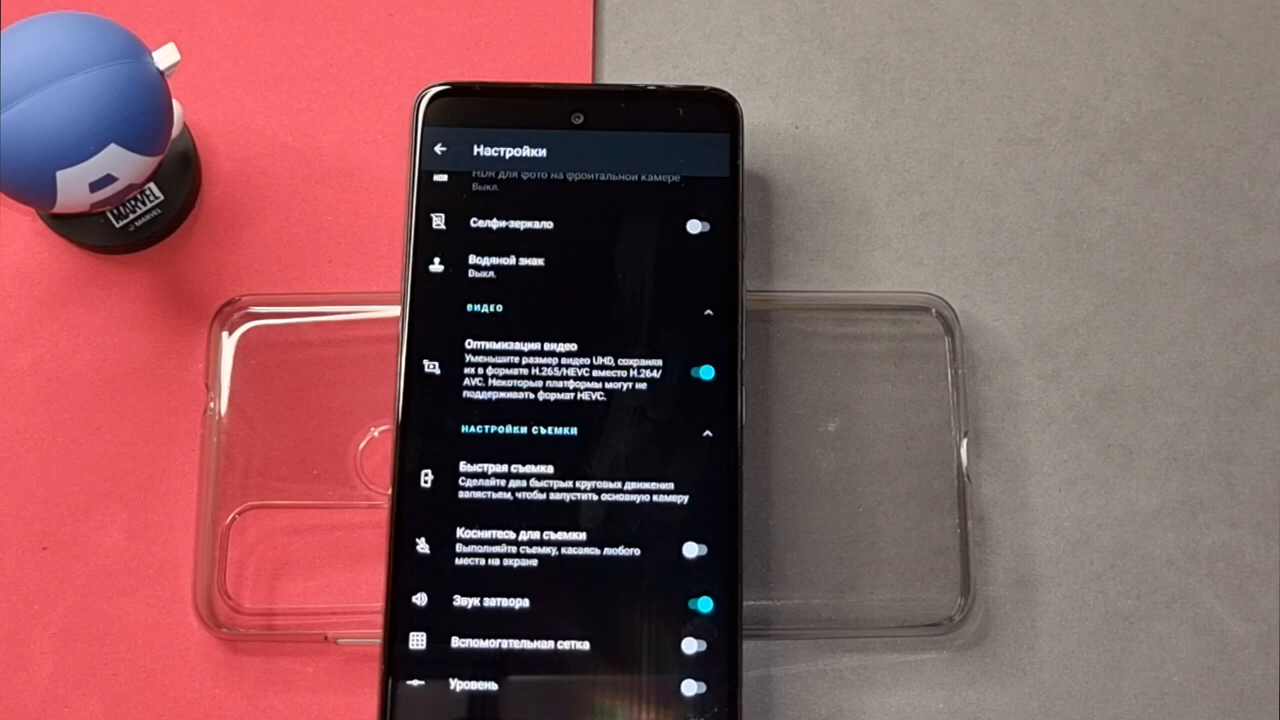 Настройки
HDR для фото на фронтальной камере
Выкл.
Селфи-зеркало
Водяной знак
Выкл.
ВИДЕО
Оптимизация видео
Уменьшите размер видео UHD, сохраняя
их в формате H.265/HEVC вместо H.264/
AVC. Некоторые платформы могут не
поддерживать формат HEVC.
НАСТРОЙКИ СЪЕМКИ
Быстрая съемка
Сделайте два быстрых круговых движения
запястьем, чтобы запустить основную камеру
Коснитесь для съемки
Выполняйте съемку, касаясь любого
места на экране
Звук затвора
Вспомогательная сетка
Уровень
HDR
MARVEL
MARVEL